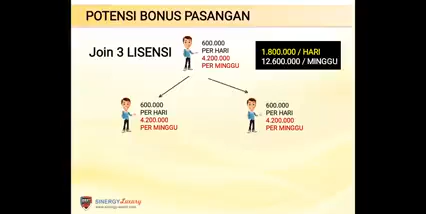 POTENSI BONUS PASANGAN
Join 3 LISENSI
600.000
PER HARI
4.200.000
PER MINGGU
1.800.000 / HARI
12.600.000 / MINGGU
600.000
PER HARI
4.200.000
PER MINGGU
600.000
PER HARI
4.200.000
PER MINGGU
SINERGY Luxury